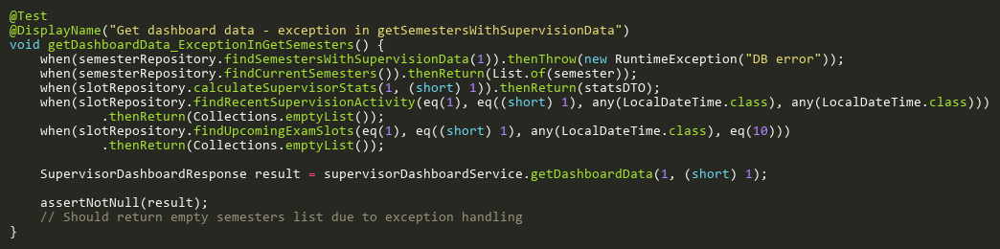 @Test
@DisplayName("Get dashboard data - exception in getSemestersWithSupervisionData")
void getDashboardData_ExceptionInGetSemesters() {
    when(semesterRepository.findSemestersWithSupervisionData(1)).thenThrow(new RuntimeException("DB error"));
    when(semesterRepository.findCurrentSemesters()).thenReturn(List.of(semester));
    when(slotRepository.calculateSupervisorStats(1, (short) 1)).thenReturn(statsDTO);
    when(slotRepository.findRecentSupervisionActivity(eq(1), eq((short) 1), any(LocalDateTime.class), any(LocalDateTime.class)))
            .thenReturn(Collections.emptyList());
    when(slotRepository.findUpcomingExamSlots(eq(1), eq((short) 1), any(LocalDateTime.class), eq(10)))
            .thenReturn(Collections.emptyList());

    SupervisorDashboardResponse result = supervisorDashboardService.getDashboardData(1, (short) 1);

    assertNotNull(result);
    // Should return empty semesters list due to exception handling
}